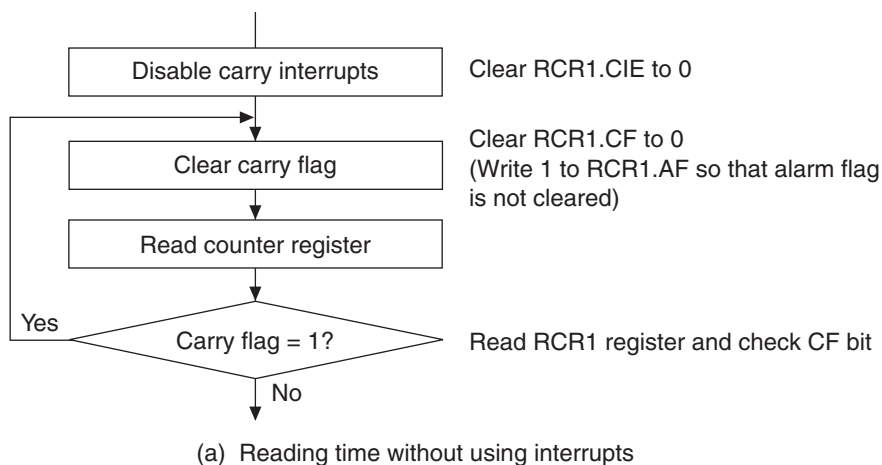 Disable carry interrupts
Clear RCR1.CIE to 0
Clear carry flag
Clear RCR1.CF to 0
(Write 1 to RCR1.AF so that alarm flag
is not cleared)
Read counter register
Yes
Carry flag = 1?
Read RCR1 register and check CF bit
No
(a) Reading time without using interrupts